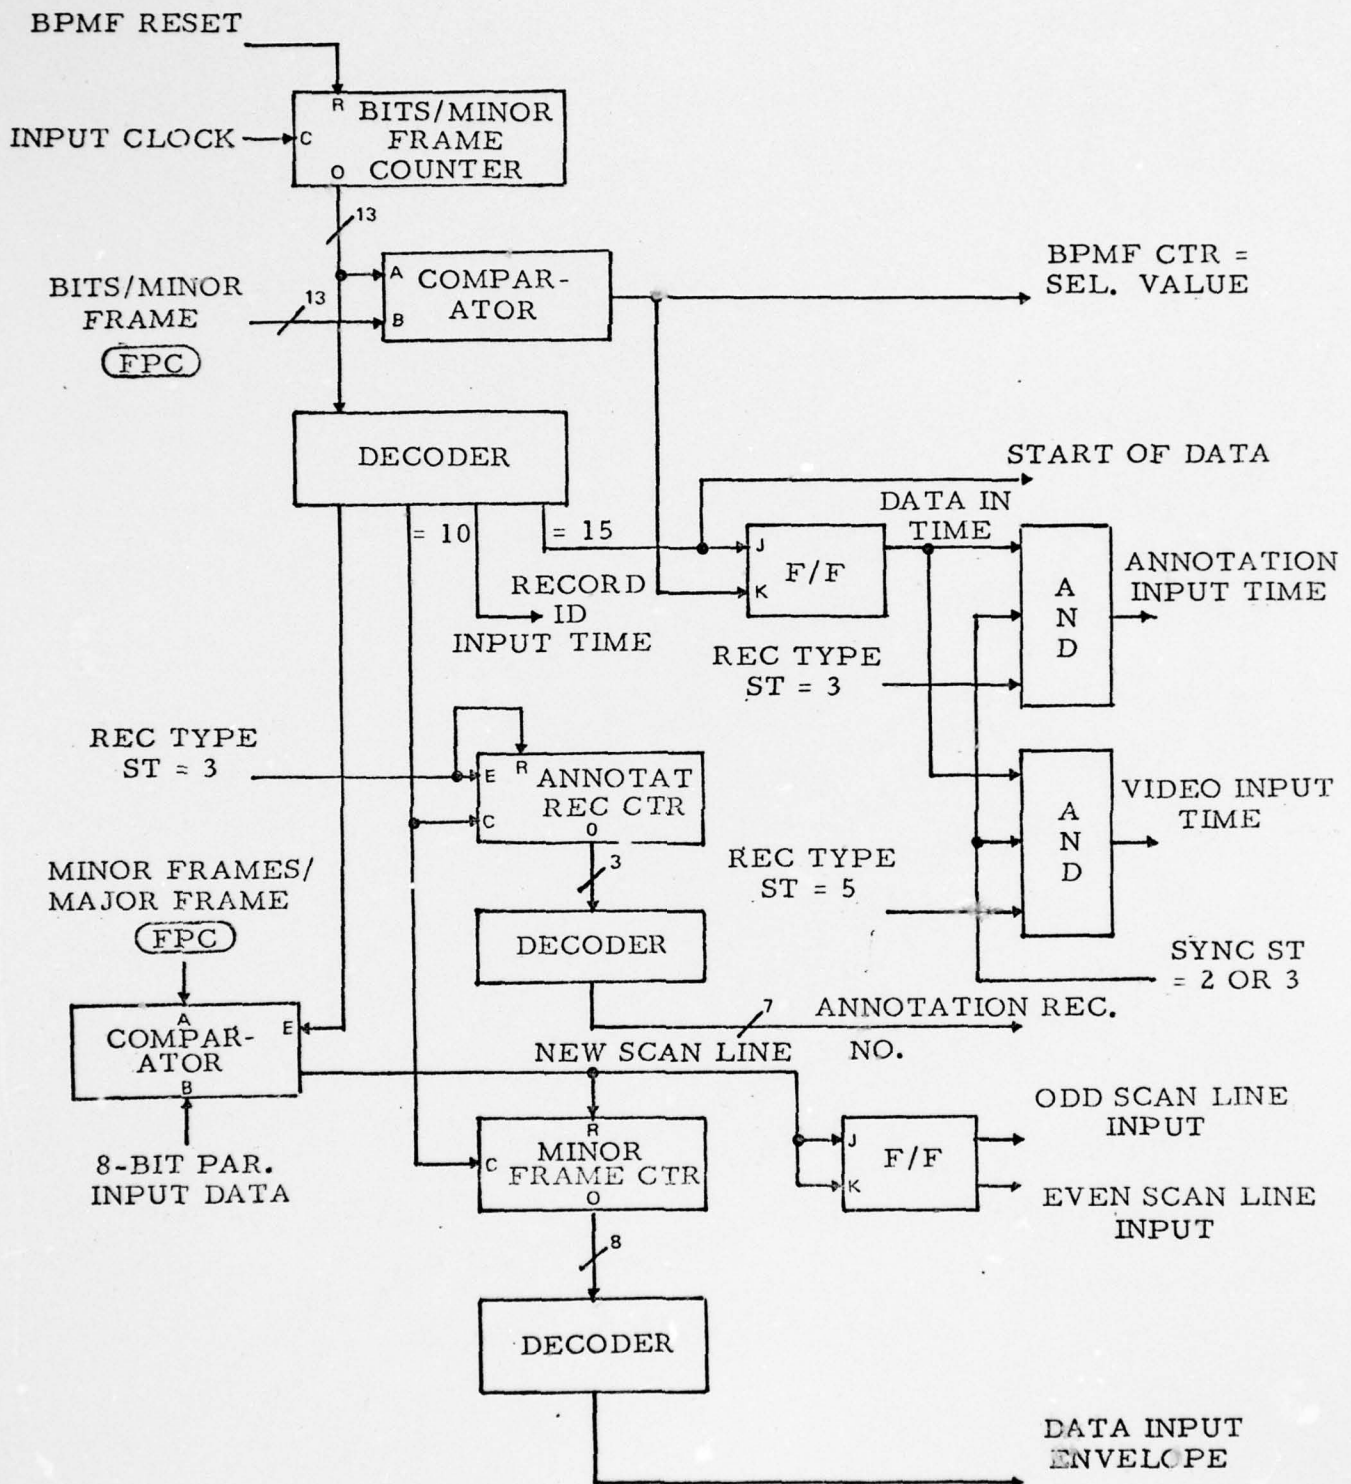 BPMF RESET
R
BITS/MINOR
FRAME
COUNTER
INPUT CLOCK
C
O
13
BITS/MINOR
FRAME
FPC
13
A
B
COMPAR-
ATOR
BPMF CTR =
SEL. VALUE
DECODER
START OF DATA
= 10
= 15
RECORD
ID
INPUT TIME
DATA IN
TIME
J
K
F/F
A
N
D
ANNOTATION
INPUT TIME
REC TYPE
ST = 3
REC TYPE
ST = 3
E
R
C
ANNOTAT
REC CTR
O
3
A
N
D
VIDEO INPUT
TIME
REC TYPE
ST = 5
MINOR FRAMES/
MAJOR FRAME
FPC
DECODER
SYNC ST
= 2 OR 3
7
ANNOTATION REC.
NO.
A
E
COMPAR-
ATOR
B
8-BIT PAR.
INPUT DATA
NEW SCAN LINE
R
C
MINOR
FRAME CTR
O
J
K
F/F
ODD SCAN LINE
INPUT
EVEN SCAN LINE
INPUT
8
DECODER
DATA INPUT
ENVELOPE